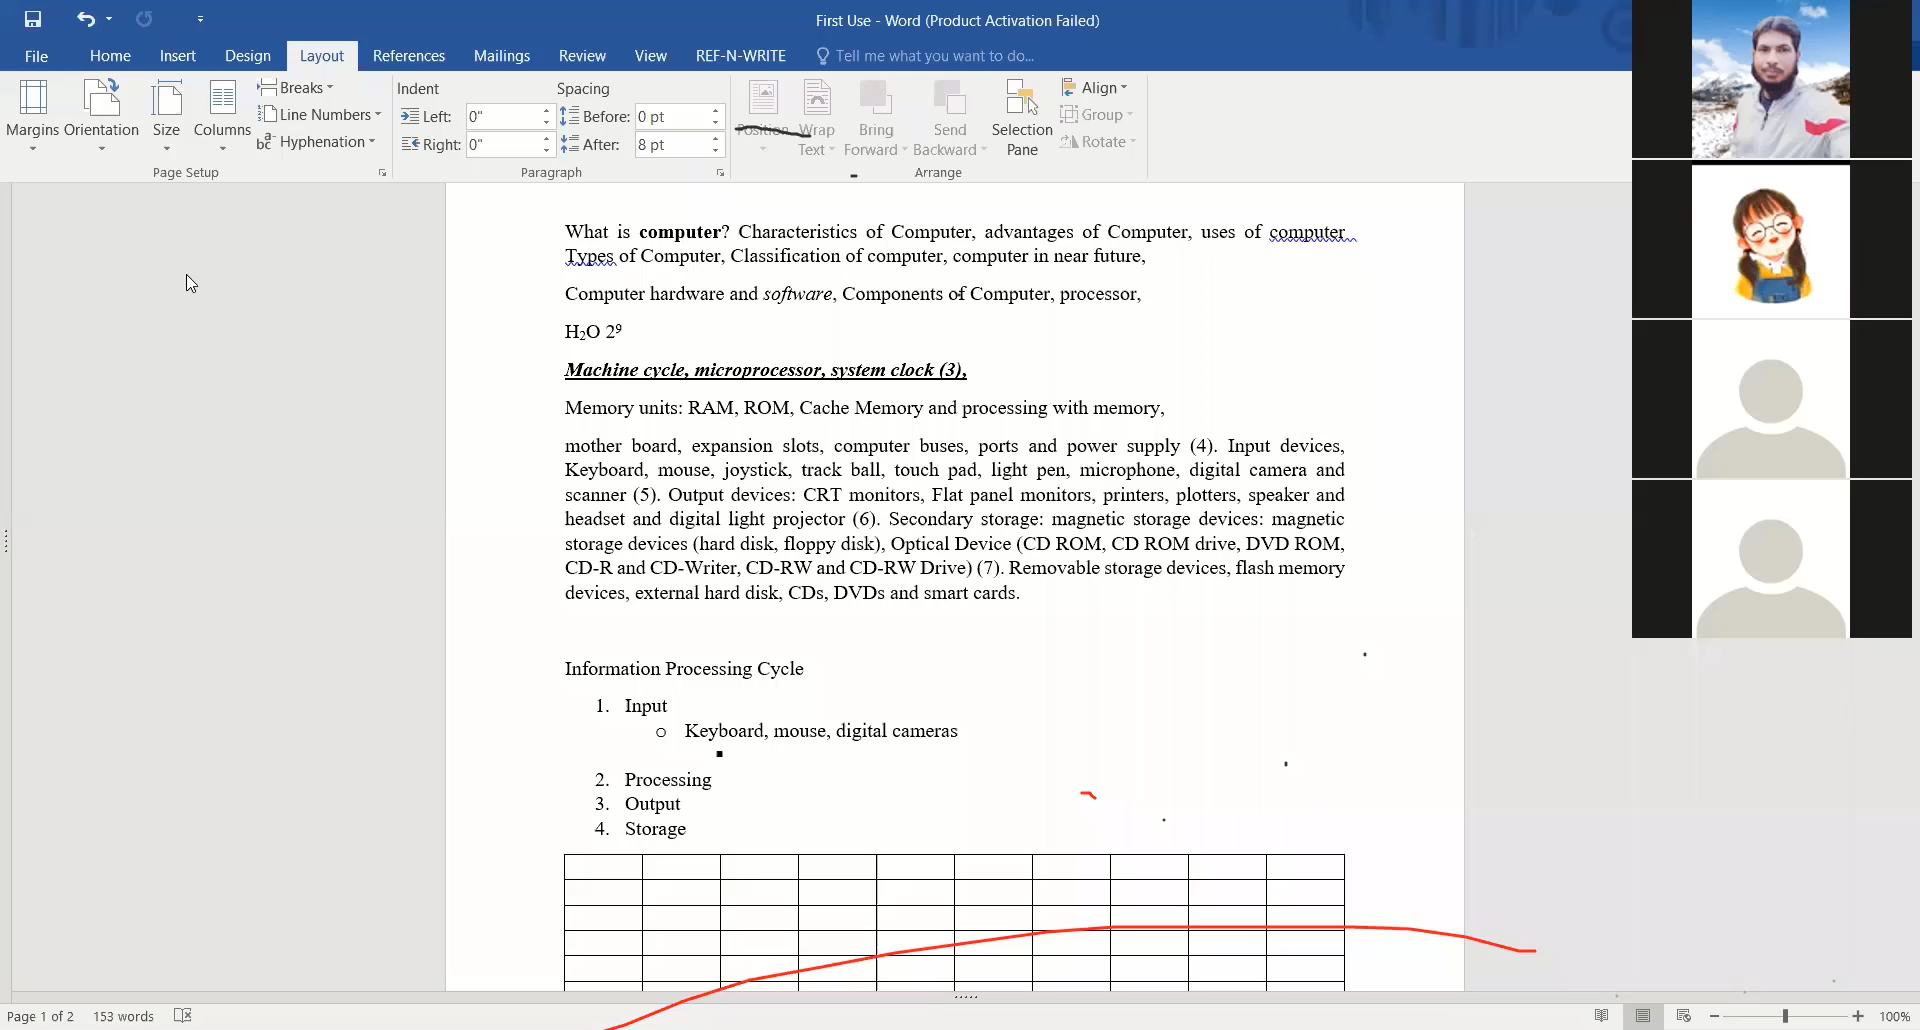 First Use - Word (Product Activation Failed)
File Home Insert Design Layout References Mailings Review View REF-N-WRITE Tell me what you want to do...
Margins Orientation Size Columns
Breaks
Line Numbers
Hyphenation
Page Setup
Indent
Left: 0"
Right: 0"
Spacing
Before: 0 pt
After: 8 pt
Paragraph
Position
Wrap Text
Bring Forward
Send Backward
Selection Pane
Align
Group
Rotate
Arrange
What is computer? Characteristics of Computer, advantages of Computer, uses of computer
Types of Computer, Classification of computer, computer in near future,
Computer hardware and software, Components of Computer, processor,
H₂O 2⁹
Machine cycle, microprocessor, system clock (3),
Memory units: RAM, ROM, Cache Memory and processing with memory,
mother board, expansion slots, computer buses, ports and power supply (4). Input devices,
Keyboard, mouse, joystick, track ball, touch pad, light pen, microphone, digital camera and
scanner (5). Output devices: CRT monitors, Flat panel monitors, printers, plotters, speaker and
headset and digital light projector (6). Secondary storage: magnetic storage devices: magnetic
storage devices (hard disk, floppy disk), Optical Device (CD ROM, CD ROM drive, DVD ROM,
CD-R and CD-Writer, CD-RW and CD-RW Drive) (7). Removable storage devices, flash memory
devices, external hard disk, CDs, DVDs and smart cards.
Information Processing Cycle
1. Input
o Keyboard, mouse, digital cameras
▪
2. Processing
3. Output
4. Storage
Page 1 of 2 153 words 100%